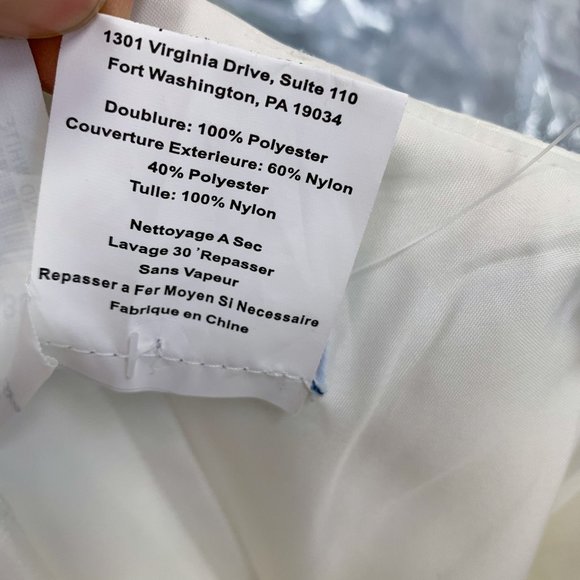 1301 Virginia Drive, Suite 110
Fort Washington, PA 19034
Doublure: 100% Polyester
Couverture Exterieure: 60% Nylon
40% Polyester
Tulle: 100% Nylon
Nettoyage A Sec
Lavage 30 ’Repasser
Sans Vapeur
Repasser a Fer Moyen Si Necessaire
Fabrique en Chine